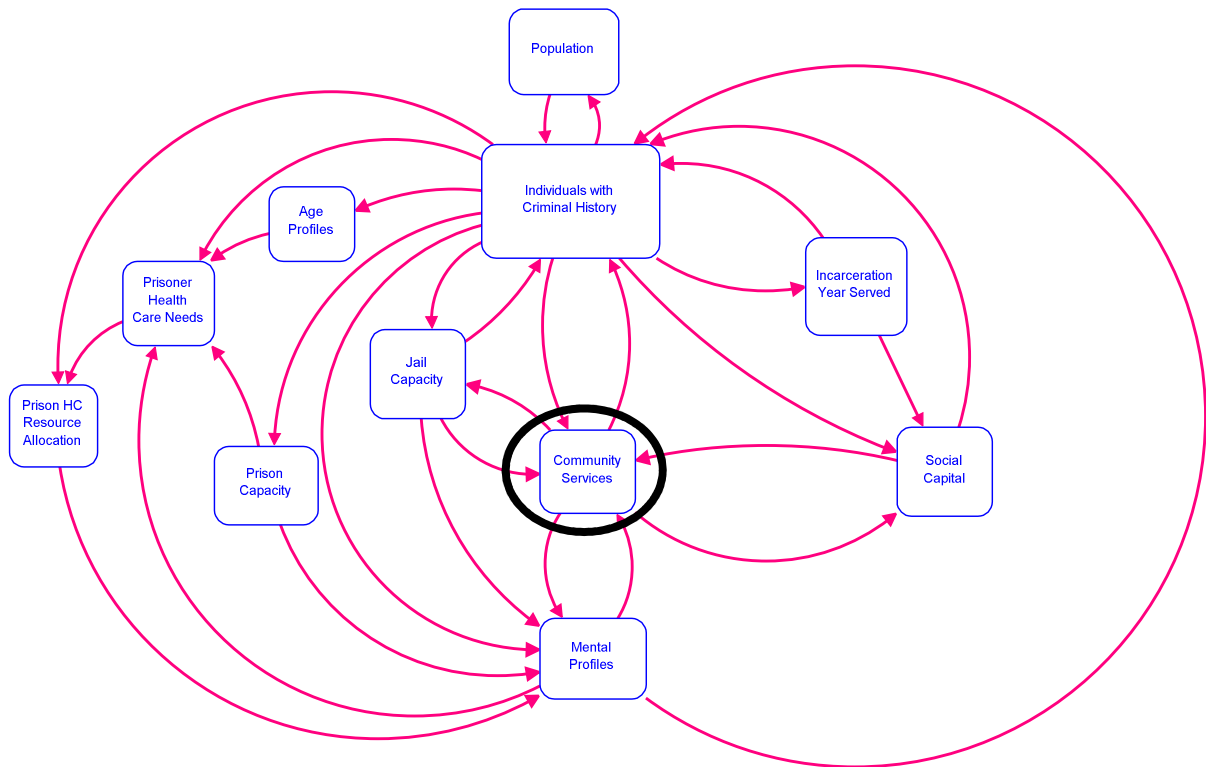 Population
Individuals with
Criminal History
Age
Profiles
Prisoner
Health
Care Needs
Incarceration
Year Served
Jail
Capacity
Prison HC
Resource
Allocation
Prison
Capacity
Community
Services
Social
Capital
Mental
Profiles